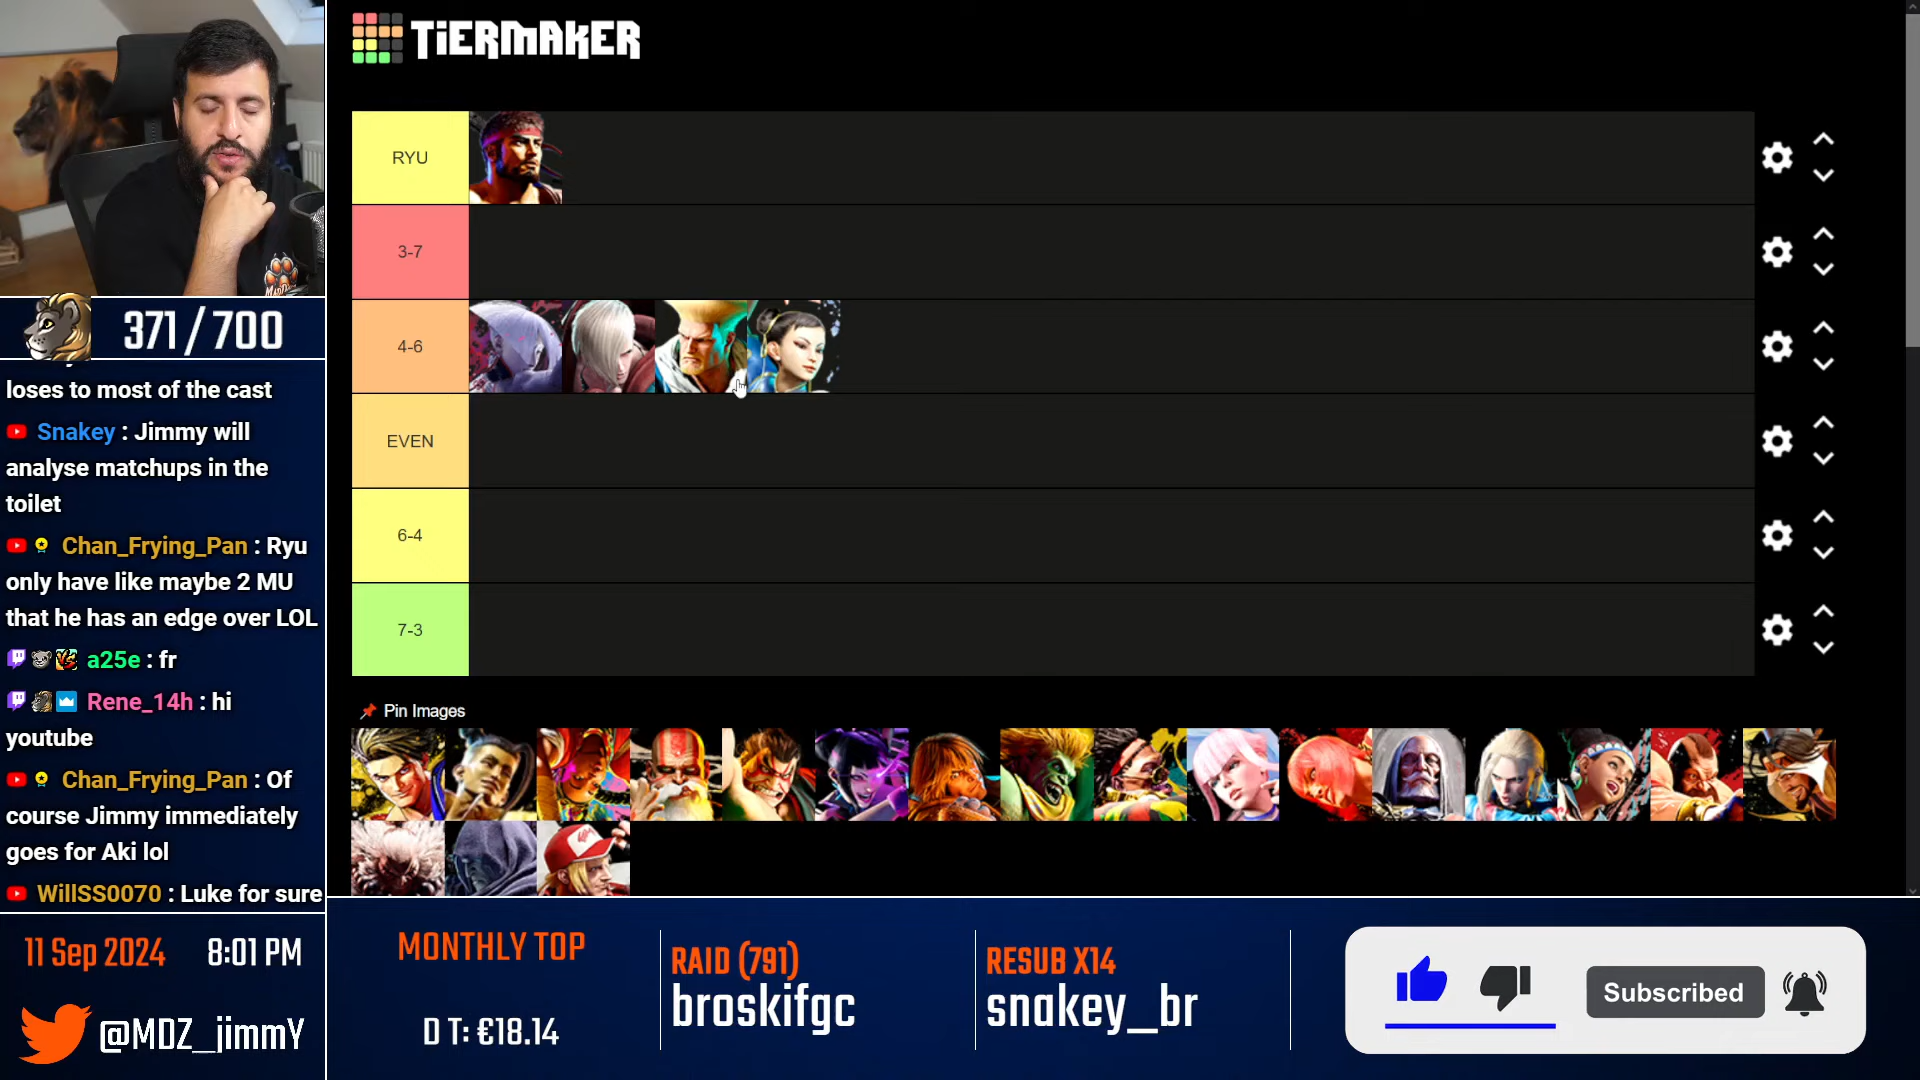 TiERMAKER
RYU
3-7
4-6
EVEN
6-4
7-3
Pin Images
371/700
loses to most of the cast
Snakey : Jimmy will
analyse matchups in the
toilet
Chan_Frying_Pan : Ryu
only have like maybe 2 MU
that he has an edge over LOL
a25e : fr
Rene_14h : hi
youtube
Chan_Frying_Pan : Of
course Jimmy immediately
goes for Aki lol
WillSS0070 : Luke for sure
11 Sep 2024 8:01 PM
@MDZ_jimmY
MONTHLY TOP
D T: €18.14
RAID (791)
broskifgc
RESUB X14
snakey_br
Subscribed